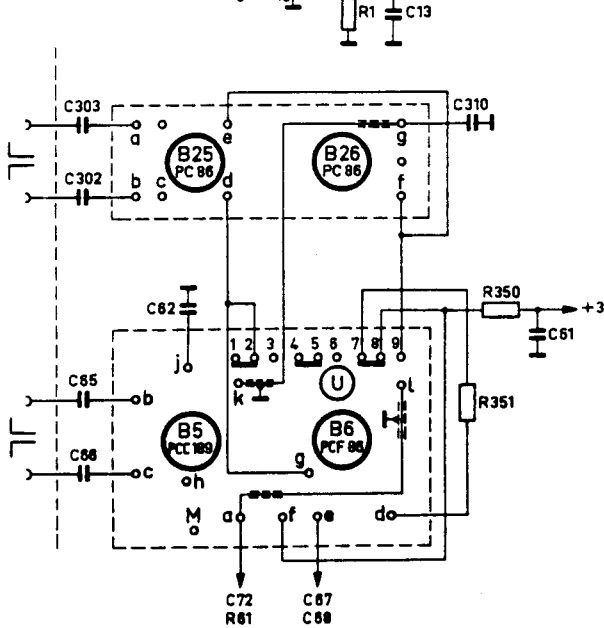 R1 C13
C303 C310
a e g
B25 PC 86
B26 PC 86
C302 b c d f
R350 +3
C62 C61
1 2 3 4 5 6 7 8 9
j k U l
C65 b R351
B5 PCC 189
B6 PCF 86
C66 c h g
M a f e d
C72 C67
R61 C68